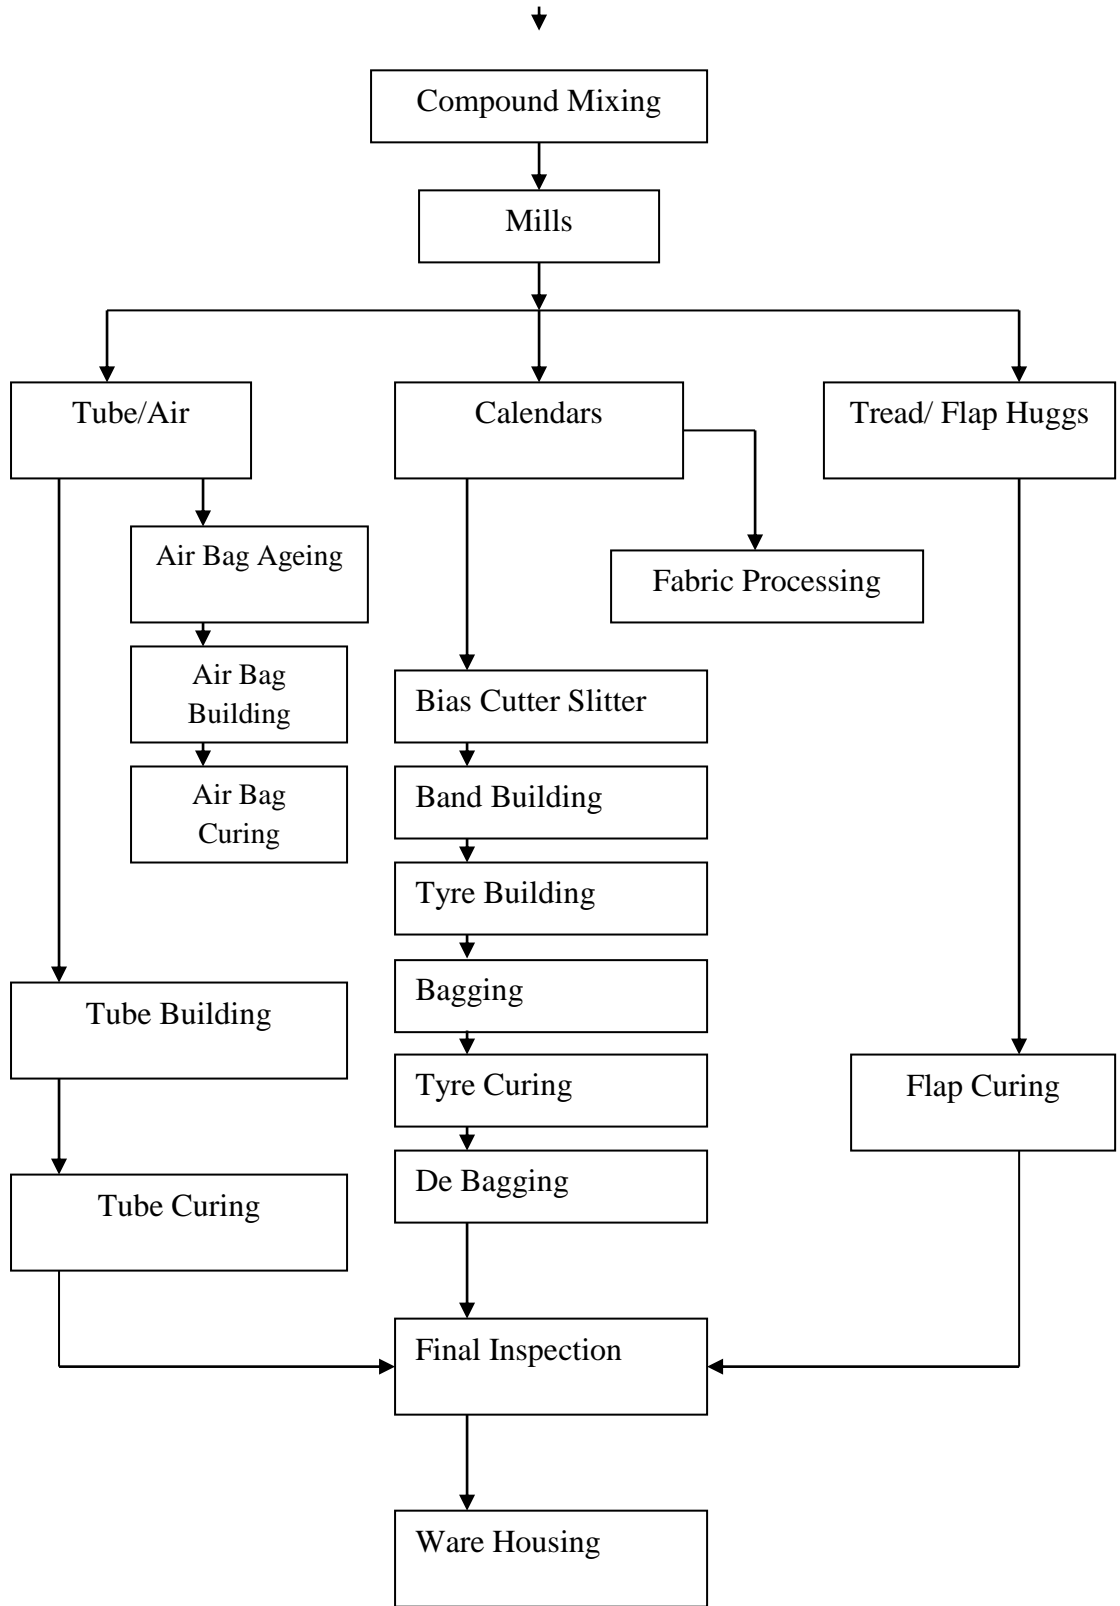 Compound Mixing
Mills
Tube/Air
Calendars
Tread/ Flap Huggs
Air Bag Ageing
Fabric Processing
Air Bag
Building
Bias Cutter Slitter
Air Bag
Curing
Band Building
Tyre Building
Bagging
Tube Building
Tyre Curing
Flap Curing
De Bagging
Tube Curing
Final Inspection
Ware Housing